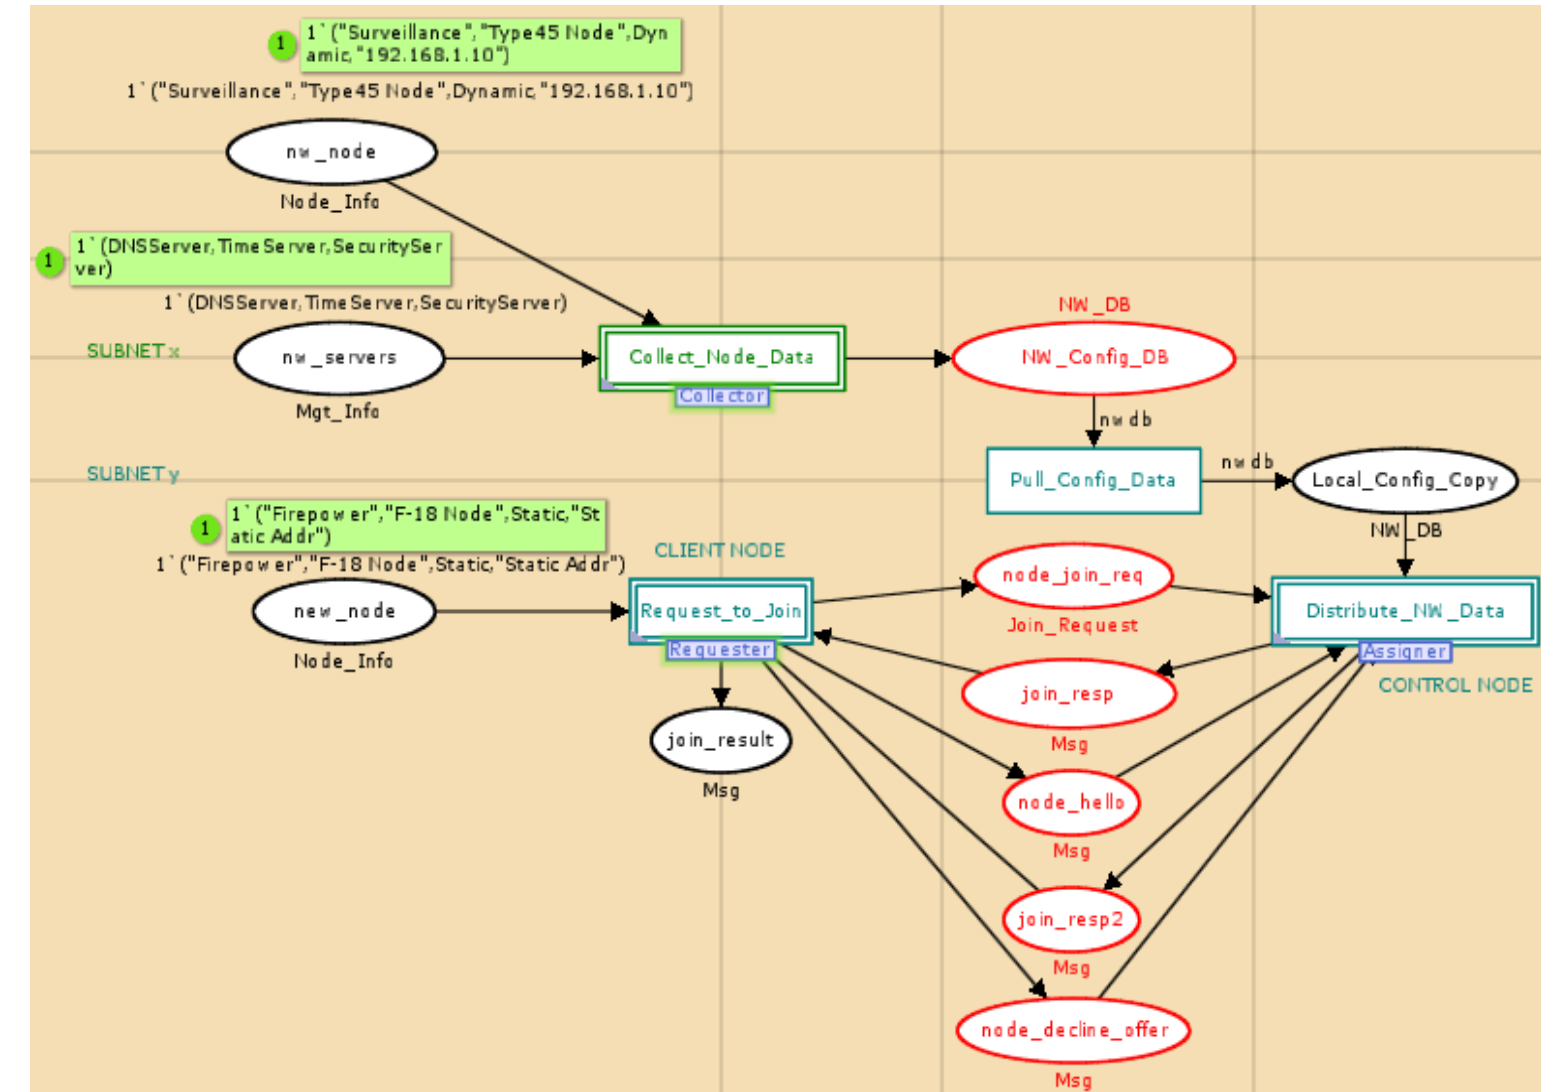 1
1`("Surveillance","Type45 Node",Dyn
amic,"192.168.1.10")
1`("Surveillance","Type45 Node",Dynamic,"192.168.1.10")
nw_node
Node_Info
1
1`(DNSServer,TimeServer,SecuritySer
ver)
1`(DNSServer,TimeServer,SecurityServer)
NW_DB
SUBNET x
nw_servers
Collect_Node_Data
NW_Config_DB
Collector
Mgt_Info
nwdb
SUBNET y
Pull_Config_Data
nwdb
Local_Config_Copy
NW_DB
1
1`("Firepower","F-18 Node",Static,"St
atic Addr")
1`("Firepower","F-18 Node",Static,"Static Addr")
CLIENT NODE
node_join_req
new_node
Request_to_Join
Distribute_NW_Data
Join_Request
Requester
Assigner
Node_Info
CONTROL NODE
join_resp
Msg
join_result
Msg
node_hello
Msg
join_resp2
Msg
node_decline_offer
Msg